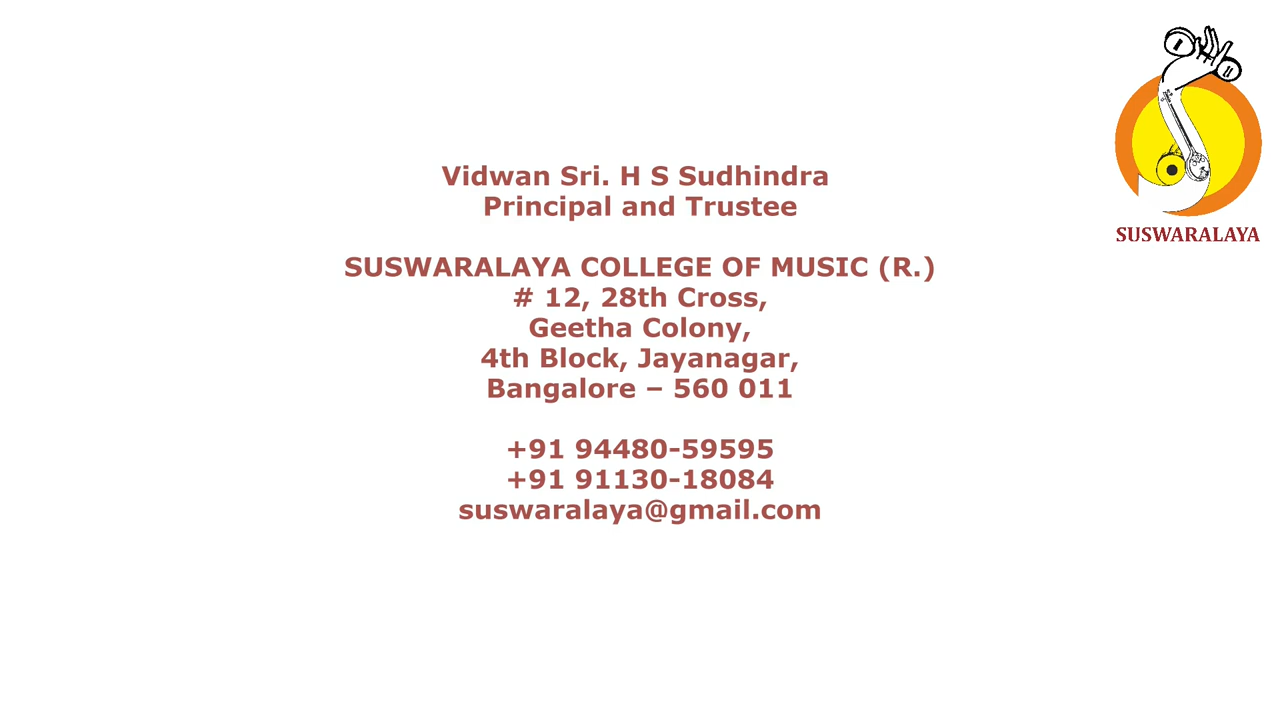 Vidwan Sri. H S Sudhindra
Principal and Trustee
SUSWARALAYA COLLEGE OF MUSIC (R.)
# 12, 28th Cross,
Geetha Colony,
4th Block, Jayanagar,
Bangalore – 560 011
+91 94480-59595
+91 91130-18084
suswaralaya@gmail.com
SUSWARALAYA